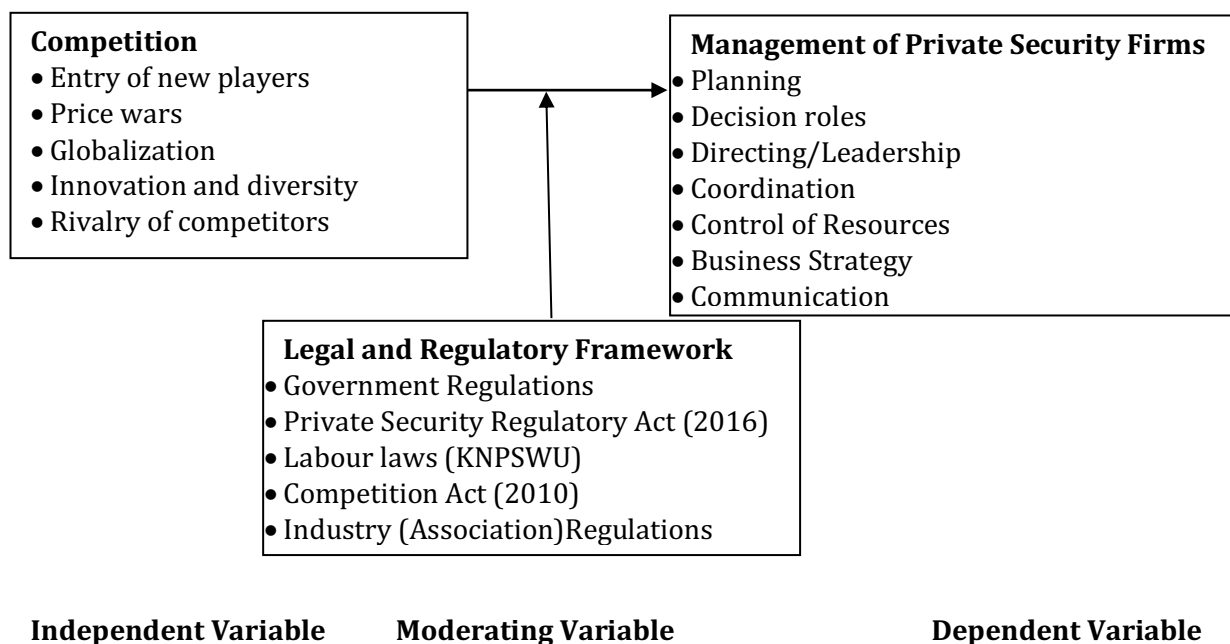 Competition
• Entry of new players
• Price wars
• Globalization
• Innovation and diversity
• Rivalry of competitors
Management of Private Security Firms
• Planning
• Decision roles
• Directing/Leadership
• Coordination
• Control of Resources
• Business Strategy
• Communication
Legal and Regulatory Framework
• Government Regulations
• Private Security Regulatory Act (2016)
• Labour laws (KNPSWU)
• Competition Act (2010)
• Industry (Association)Regulations
Independent Variable Moderating Variable Dependent Variable